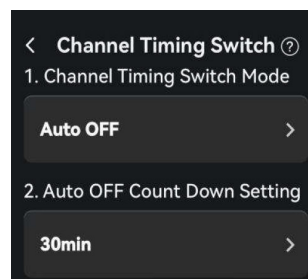 Channel Timing Switch
1. Channel Timing Switch Mode
Auto OFF
2. Auto OFF Count Down Setting
30min